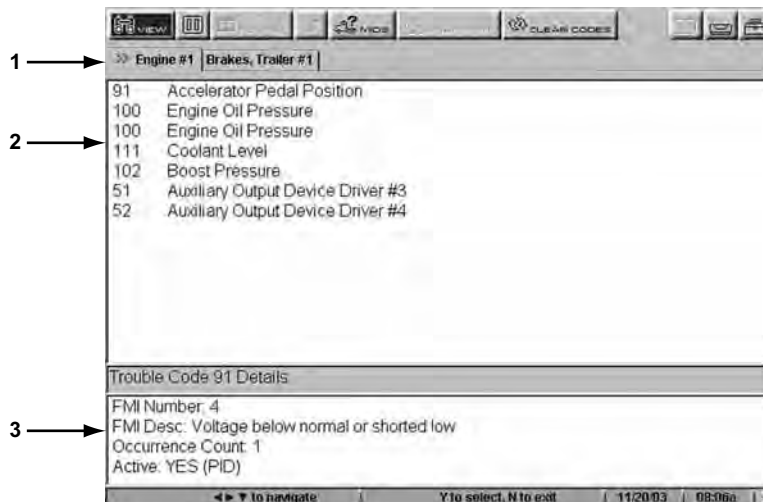 VIEW MIDS CLEAR CODES
1
>> Engine #1 Brakes, Trailer #1
91 Accelerator Pedal Position
100 Engine Oil Pressure
2
100 Engine Oil Pressure
111 Coolant Level
102 Boost Pressure
51 Auxiliary Output Device Driver #3
52 Auxiliary Output Device Driver #4
Trouble Code 91 Details
FMI Number: 4
3
FMI Desc: Voltage below normal or shorted low
Occurrence Count: 1
Active: YES (PID)
◄ ► ▼ to navigate Y to select, N to exit 11/20/03 08:06a